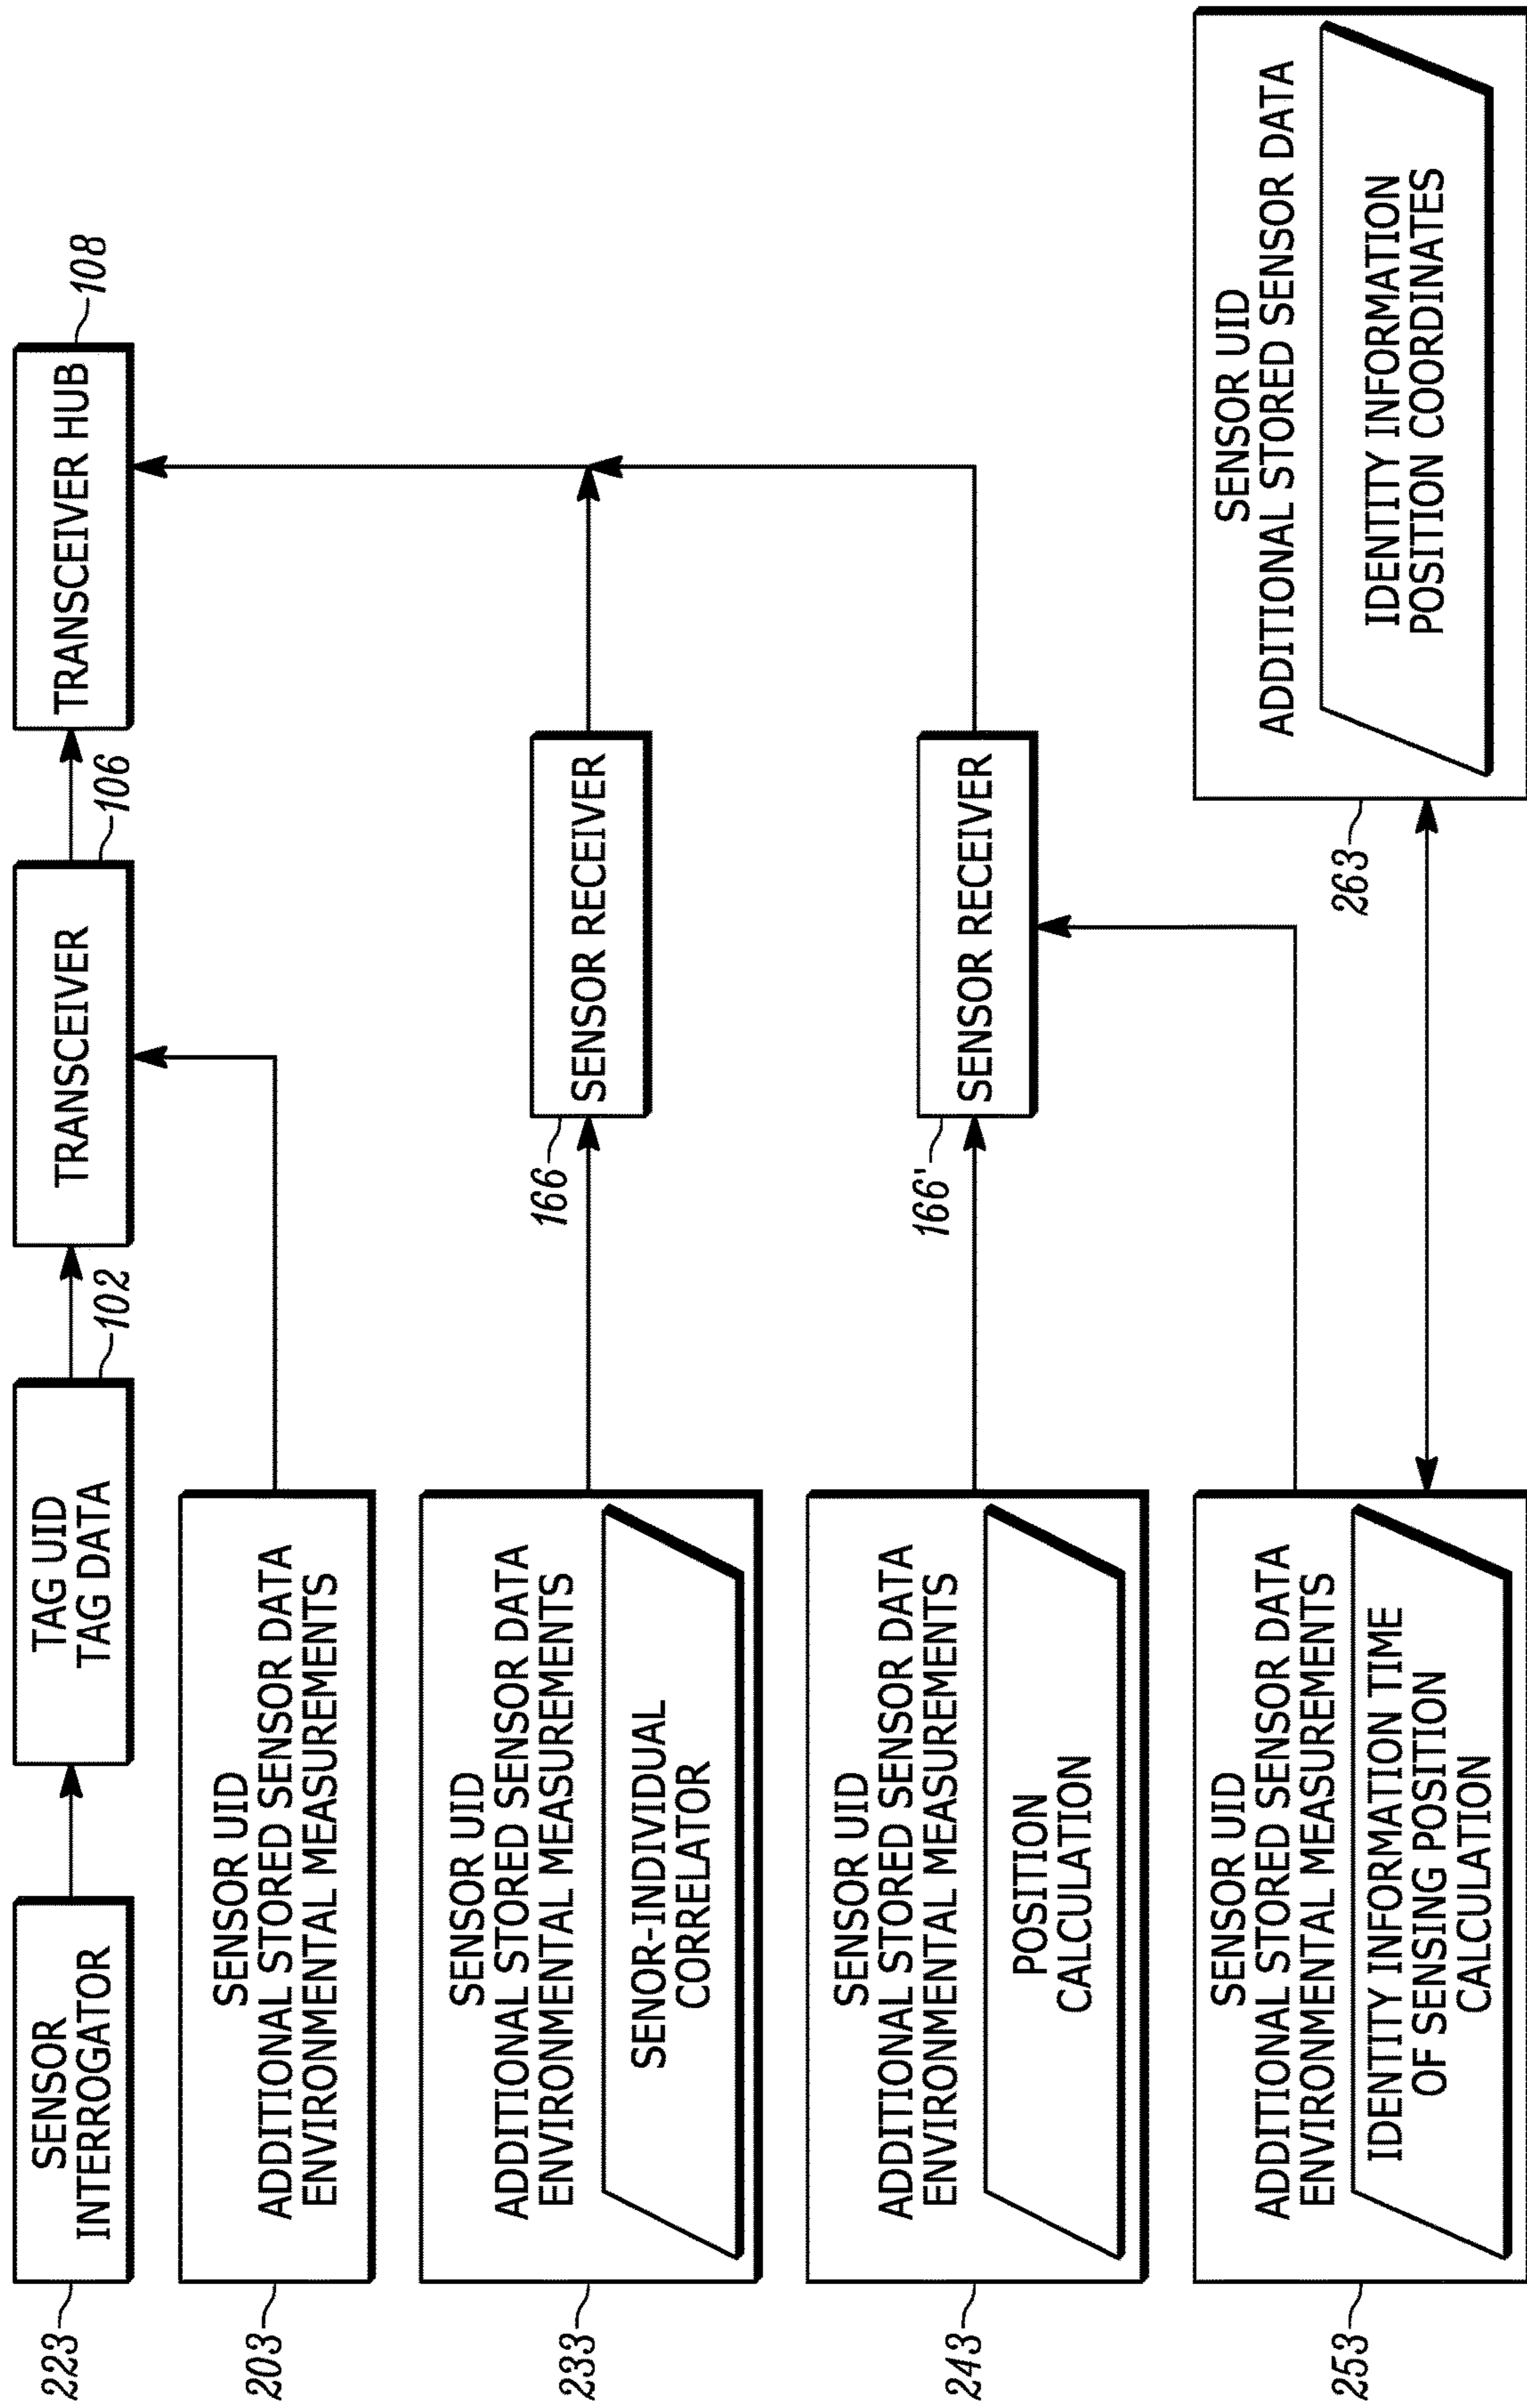 223
SENSOR
INTERROGATOR
TAG UID
TAG DATA
102
TRANSCEIVER
106
TRANSCEIVER HUB
108
203
SENSOR UID
ADDITIONAL STORED SENSOR DATA
ENVIRONMENTAL MEASUREMENTS
233
SENSOR UID
ADDITIONAL STORED SENSOR DATA
ENVIRONMENTAL MEASUREMENTS
SENOR-INDIVIDUAL
CORRELATOR
166
SENSOR RECEIVER
243
SENSOR UID
ADDITIONAL STORED SENSOR DATA
ENVIRONMENTAL MEASUREMENTS
POSITION
CALCULATION
166'
SENSOR RECEIVER
253
SENSOR UID
ADDITIONAL STORED SENSOR DATA
ENVIRONMENTAL MEASUREMENTS
IDENTITY INFORMATION TIME
OF SENSING POSITION
CALCULATION
263
SENSOR UID
ADDITIONAL STORED SENSOR DATA
IDENTITY INFORMATION
POSITION COORDINATES